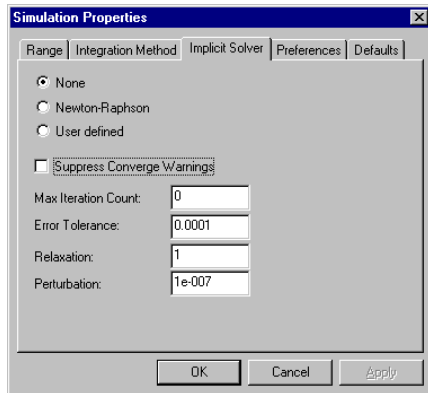 Simulation Properties
Range Integration Method Implicit Solver Preferences Defaults
None
Newton-Raphson
User defined
Suppress Converge Warnings
Max Iteration Count: 0
Error Tolerance: 0.0001
Relaxation: 1
Perturbation: 1e-007
OK Cancel Apply